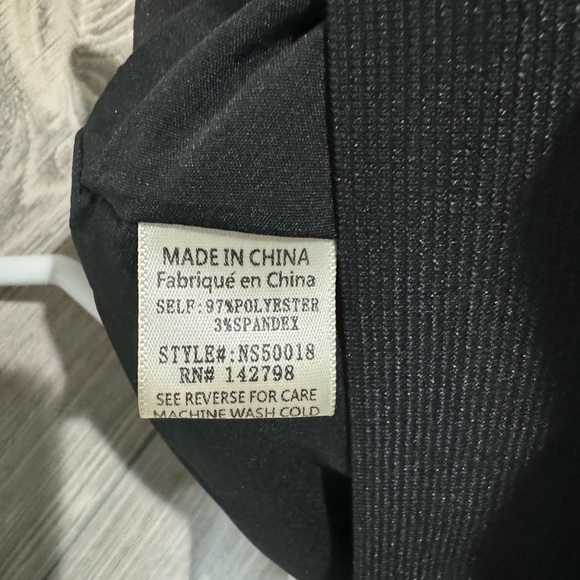 MADE IN CHINA
Fabriqué en China
SELF:97%POLYESTER
3%SPANDEX
STYLE#:NS50018
RN# 142798
SEE REVERSE FOR CARE
MACHINE WASH COLD